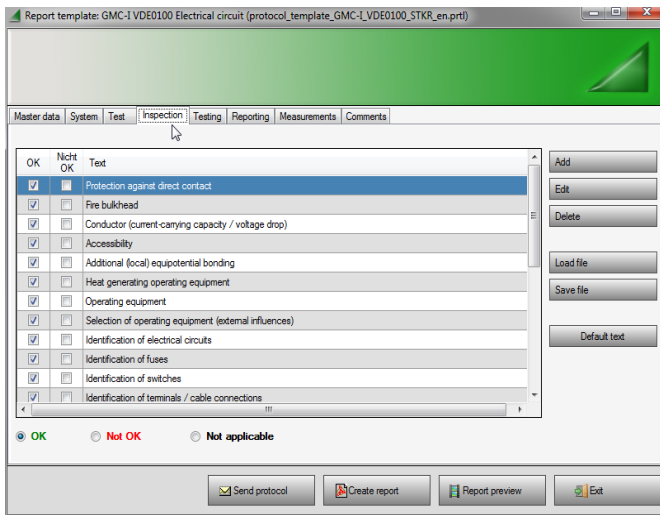 Report template: GMC-I VDE0100 Electrical circuit (protocol_template_GMC-I_VDE0100_STKR_en.prtl)
Master data System Test Inspection Testing Reporting Measurements Comments
OK Nicht OK Text
Protection against direct contact
Fire bulkhead
Conductor (current-carrying capacity / voltage drop)
Accessibility
Additional (local) equipotential bonding
Heat generating operating equipment
Operating equipment
Selection of operating equipment (external influences)
Identification of electrical circuits
Identification of fuses
Identification of switches
Identification of terminals / cable connections
Add
Edit
Delete
Load file
Save file
Default text
OK Not OK Not applicable
Send protocol Create report Report preview Exit